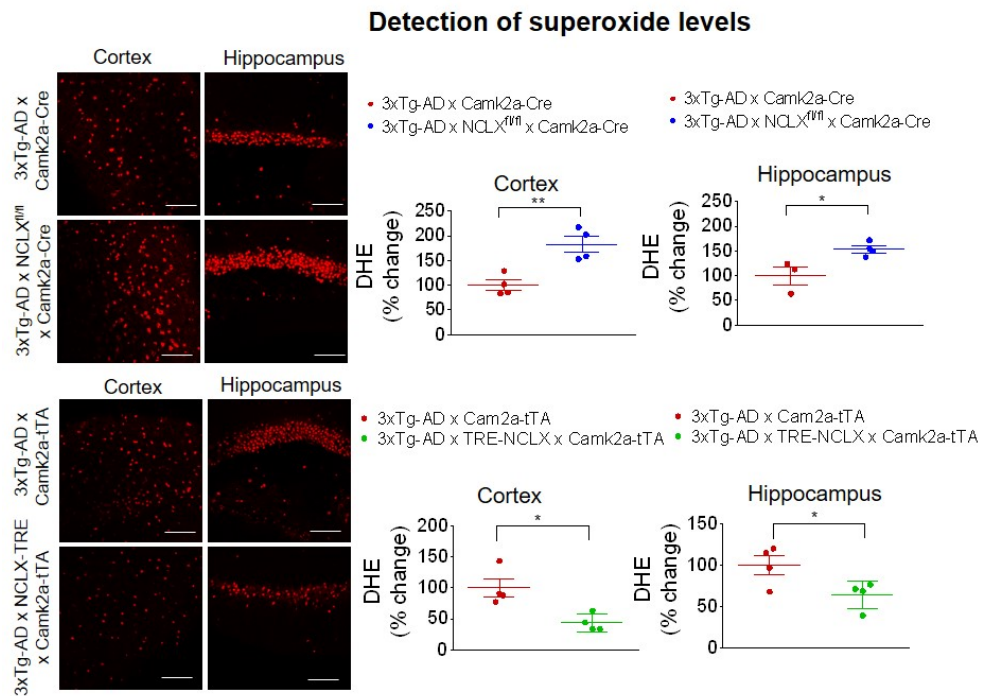 Detection of superoxide levels
Cortex
Hippocampus
3xTg-AD x
Camk2a-Cre
3xTg-AD x NCLXfl/fl
x Camk2a-Cre
3xTg-AD x Camk2a-Cre
3xTg-AD x NCLXfl/fl x Camk2a-Cre
Cortex
**
DHE
(% change)
250
200
150
100
50
0
3xTg-AD x Camk2a-Cre
3xTg-AD x NCLXfl/fl x Camk2a-Cre
Hippocampus
*
DHE
(% change)
250
200
150
100
50
0
Cortex
Hippocampus
3xTg-AD x
Camk2a-tTA
3xTg-AD x NCLX-TRE
x Camk2a-tTA
3xTg-AD x Cam2a-tTA
3xTg-AD x TRE-NCLX x Camk2a-tTA
Cortex
*
DHE
(% change)
200
150
100
50
0
3xTg-AD x Cam2a-tTA
3xTg-AD x TRE-NCLX x Camk2a-tTA
Hippocampus
*
DHE
(% change)
150
100
50
0